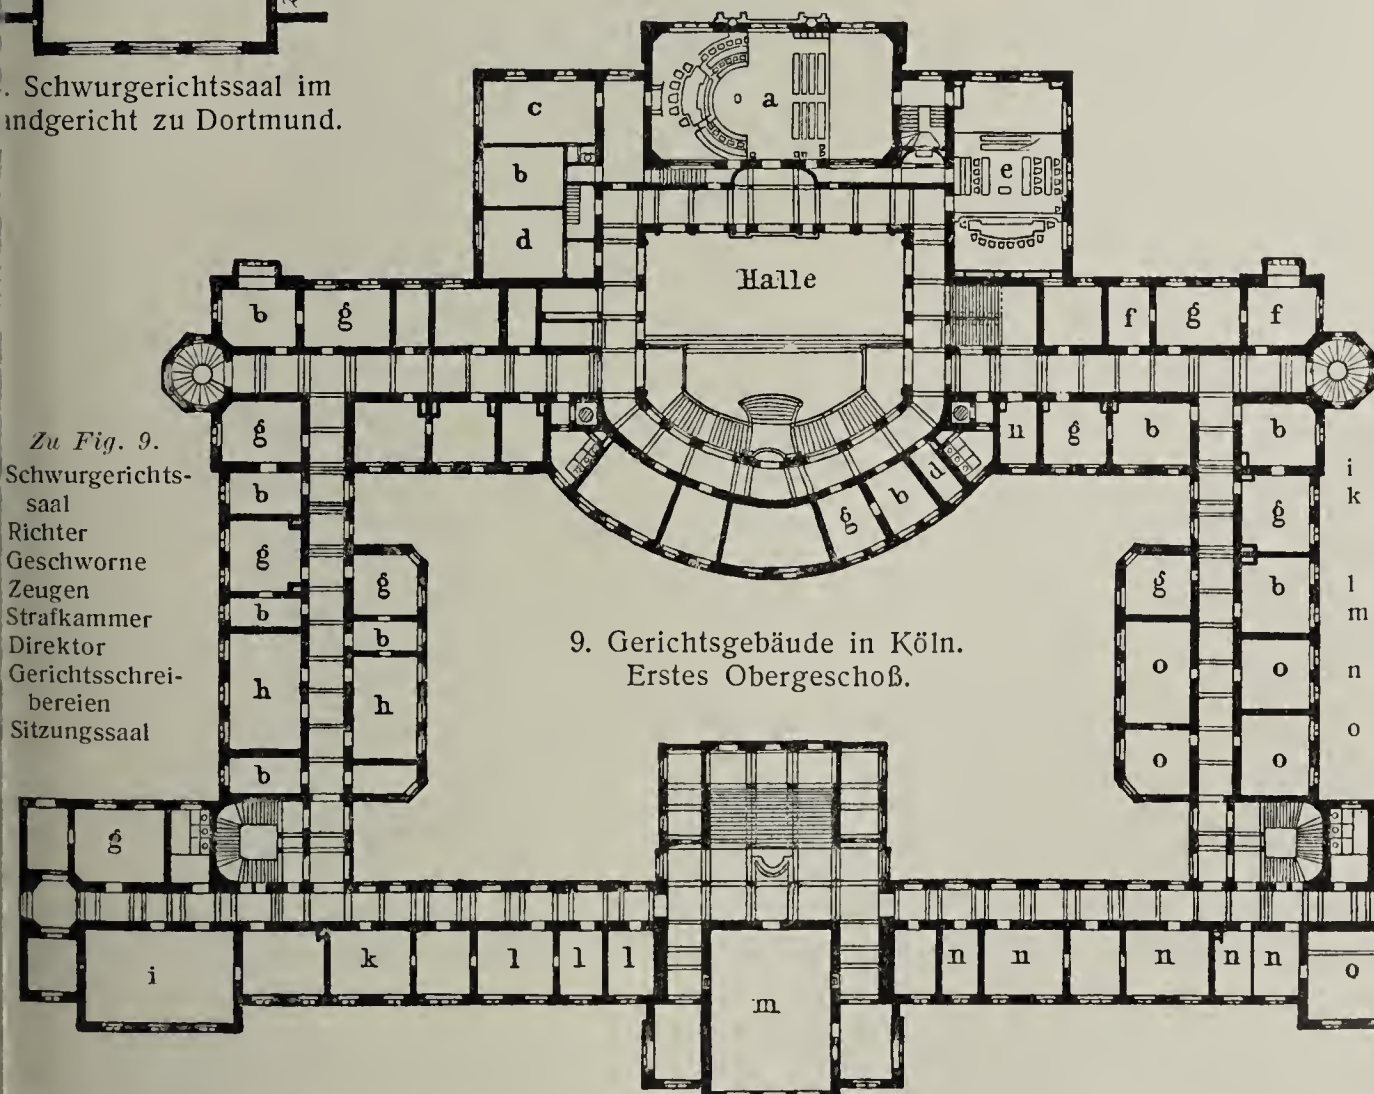 . Schwurgerichtssaal im
andgericht zu Dortmund.
a
c
b
d
e
Halle
b
g
f
g
f
Zu Fig. 9.
Schwurgerichts-
saal
Richter
Geschworne
Zeugen
Strafkammer
Direktor
Gerichtsschrei-
bereien
Sitzungssaal
g
b
g
b
h
b
g
b
h
g
b
d
n
g
b
b
g
b
o
o
g
o
o
i
k
l
m
n
o
9. Gerichtsgebäude in Köln.
Erstes Obergeschoß.
g
i
k
l
l
l
m
n
n
n
n
n
o